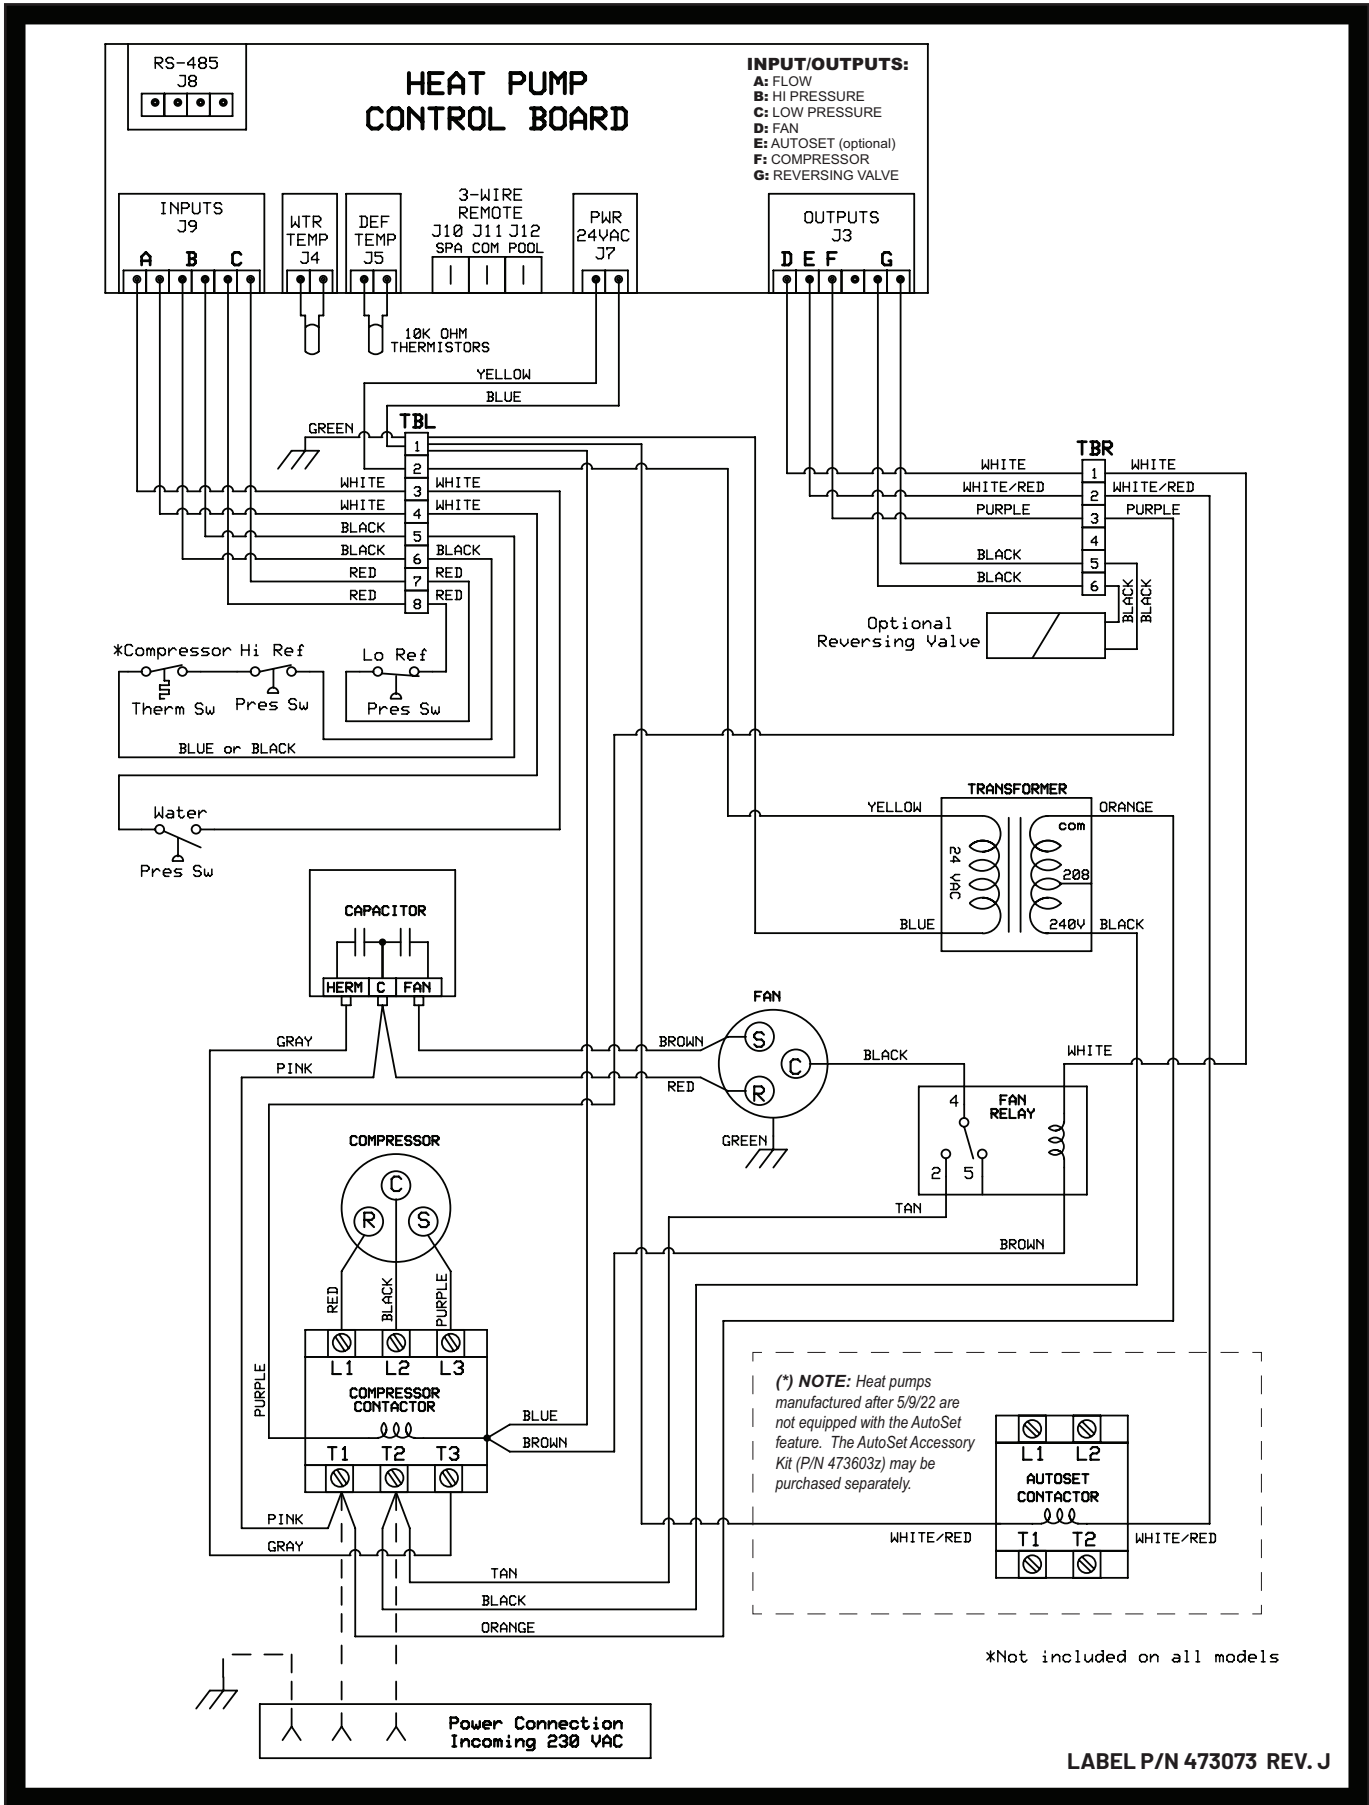 RS-485
J8
HEAT PUMP
CONTROL BOARD
INPUT/OUTPUTS:
A: FLOW
B: HI PRESSURE
C: LOW PRESSURE
D: FAN
E: AUTOSET (optional)
F: COMPRESSOR
G: REVERSING VALVE
INPUTS
J9
A B C
WTR
TEMP
J4
DEF
TEMP
J5
3-WIRE
REMOTE
J10 J11 J12
SPA COM POOL
PWR
24VAC
J7
OUTPUTS
J3
D E F G
10K OHM
THERMISTORS
YELLOW
BLUE
GREEN
TBL
1
2
WHITE 3 WHITE
WHITE 4 WHITE
BLACK 5
BLACK 6 BLACK
RED 7 RED
RED 8 RED
TBR
WHITE 1 WHITE
WHITE/RED 2 WHITE/RED
PURPLE 3 PURPLE
4
BLACK 5
BLACK 6
BLACK
BLACK
Optional
Reversing Valve
*Compressor
Therm Sw
Hi Ref
Pres Sw
Lo Ref
Pres Sw
BLUE or BLACK
Water
Pres Sw
TRANSFORMER
YELLOW
ORANGE
com
24 VAC
208
BLUE
240V
BLACK
CAPACITOR
HERM C FAN
GRAY
PINK
FAN
BROWN
RED
S
C
R
GREEN
BLACK
WHITE
4
FAN
RELAY
2 5
TAN
BROWN
COMPRESSOR
C
R S
RED
BLACK
PURPLE
L1 L2 L3
PURPLE
COMPRESSOR
CONTACTOR
BLUE
BROWN
T1 T2 T3
PINK
GRAY
TAN
BLACK
ORANGE
(*) NOTE: Heat pumps
manufactured after 5/9/22 are
not equipped with the AutoSet
feature. The AutoSet Accessory
Kit (P/N 473603z) may be
purchased separately.
L1 L2
AUTOSET
CONTACTOR
T1 T2
WHITE/RED
WHITE/RED
*Not included on all models
Power Connection
Incoming 230 VAC
LABEL P/N 473073 REV. J